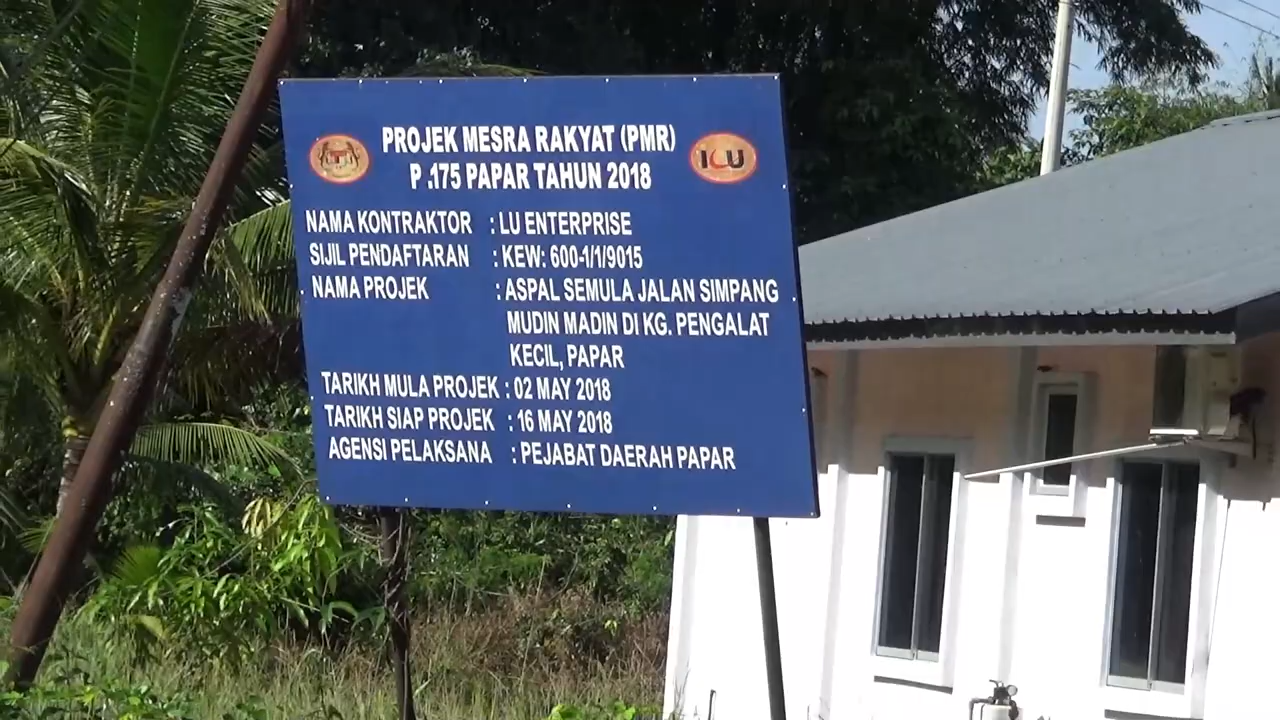 PROJEK MESRA RAKYAT (PMR)
P .175 PAPAR TAHUN 2018
ICU
NAMA KONTRAKTOR : LU ENTERPRISE
SIJIL PENDAFTARAN : KEW: 600-1/1/9015
NAMA PROJEK : ASPAL SEMULA JALAN SIMPANG
MUDIN MADIN DI KG. PENGALAT
KECIL, PAPAR
TARIKH MULA PROJEK : 02 MAY 2018
TARIKH SIAP PROJEK : 16 MAY 2018
AGENSI PELAKSANA : PEJABAT DAERAH PAPAR